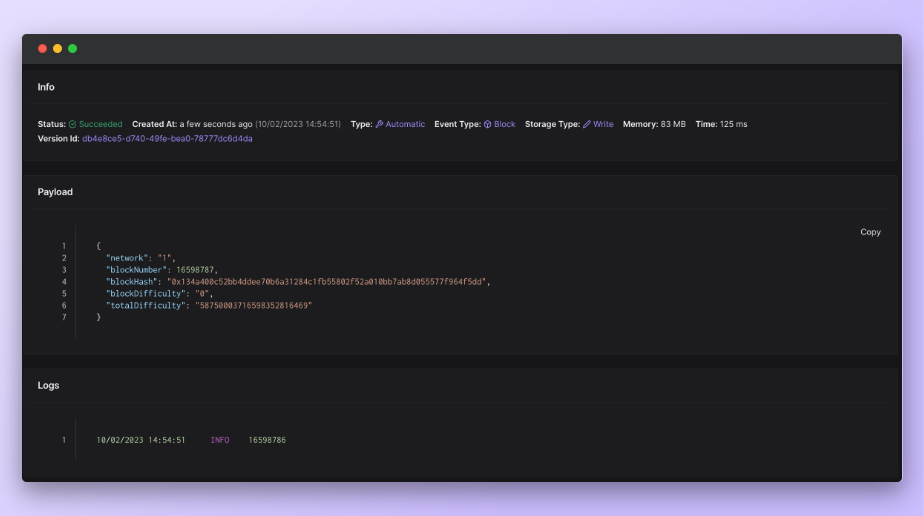 Info
Status: Succeeded Created At: a few seconds ago (10/02/2023 14:54:51) Type: Automatic Event Type: Block Storage Type: Write Memory: 83 MB Time: 125 ms
Version Id: db4e8ce5-d740-49fe-bea0-78777dc6d4da
Payload
Copy
1 {
2 "network": "1",
3 "blockNumber": 16598787,
4 "blockHash": "0x134a400c52bb4ddee70b6a31284c1fb55802f52a010bb7ab8d055577f964f5dd",
5 "blockDifficulty": "0",
6 "totalDifficulty": "58750003716598352816469"
7 }
Logs
1 10/02/2023 14:54:51 INFO 16598786